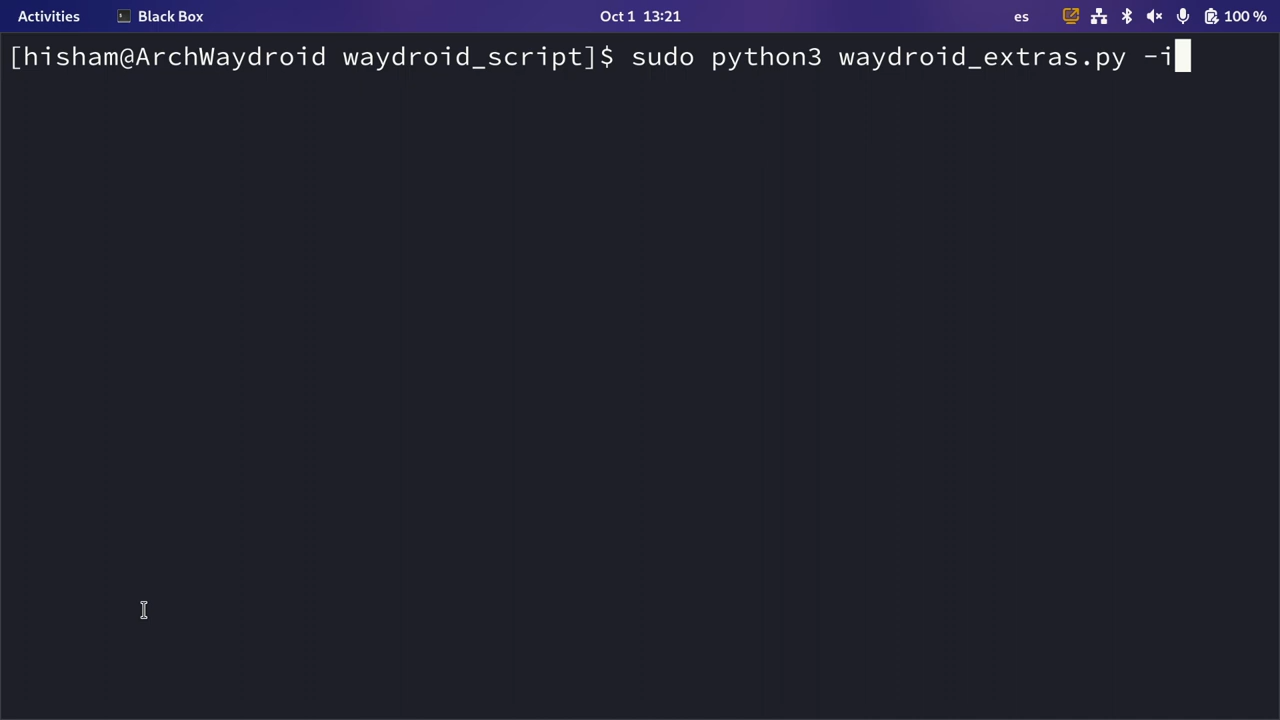 Activities Black Box Oct 1 13:21 es 100 %
[hisham@ArchWaydroid waydroid_script]$ sudo python3 waydroid_extras.py -i